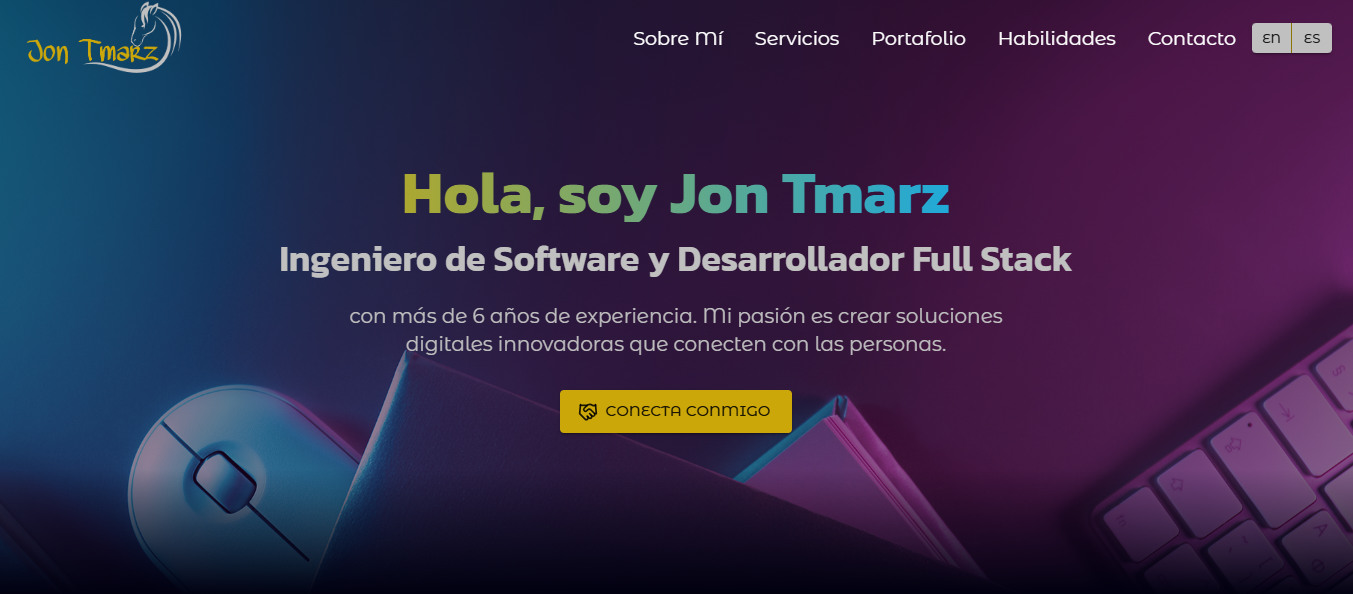 Jon Tmarz
Sobre Mí
Servicios
Portafolio
Habilidades
Contacto
EN
ES
Hola, soy Jon Tmarz
Ingeniero de Software y Desarrollador Full Stack
con más de 6 años de experiencia. Mi pasión es crear soluciones
digitales innovadoras que conecten con las personas.
CONECTA CONMIGO